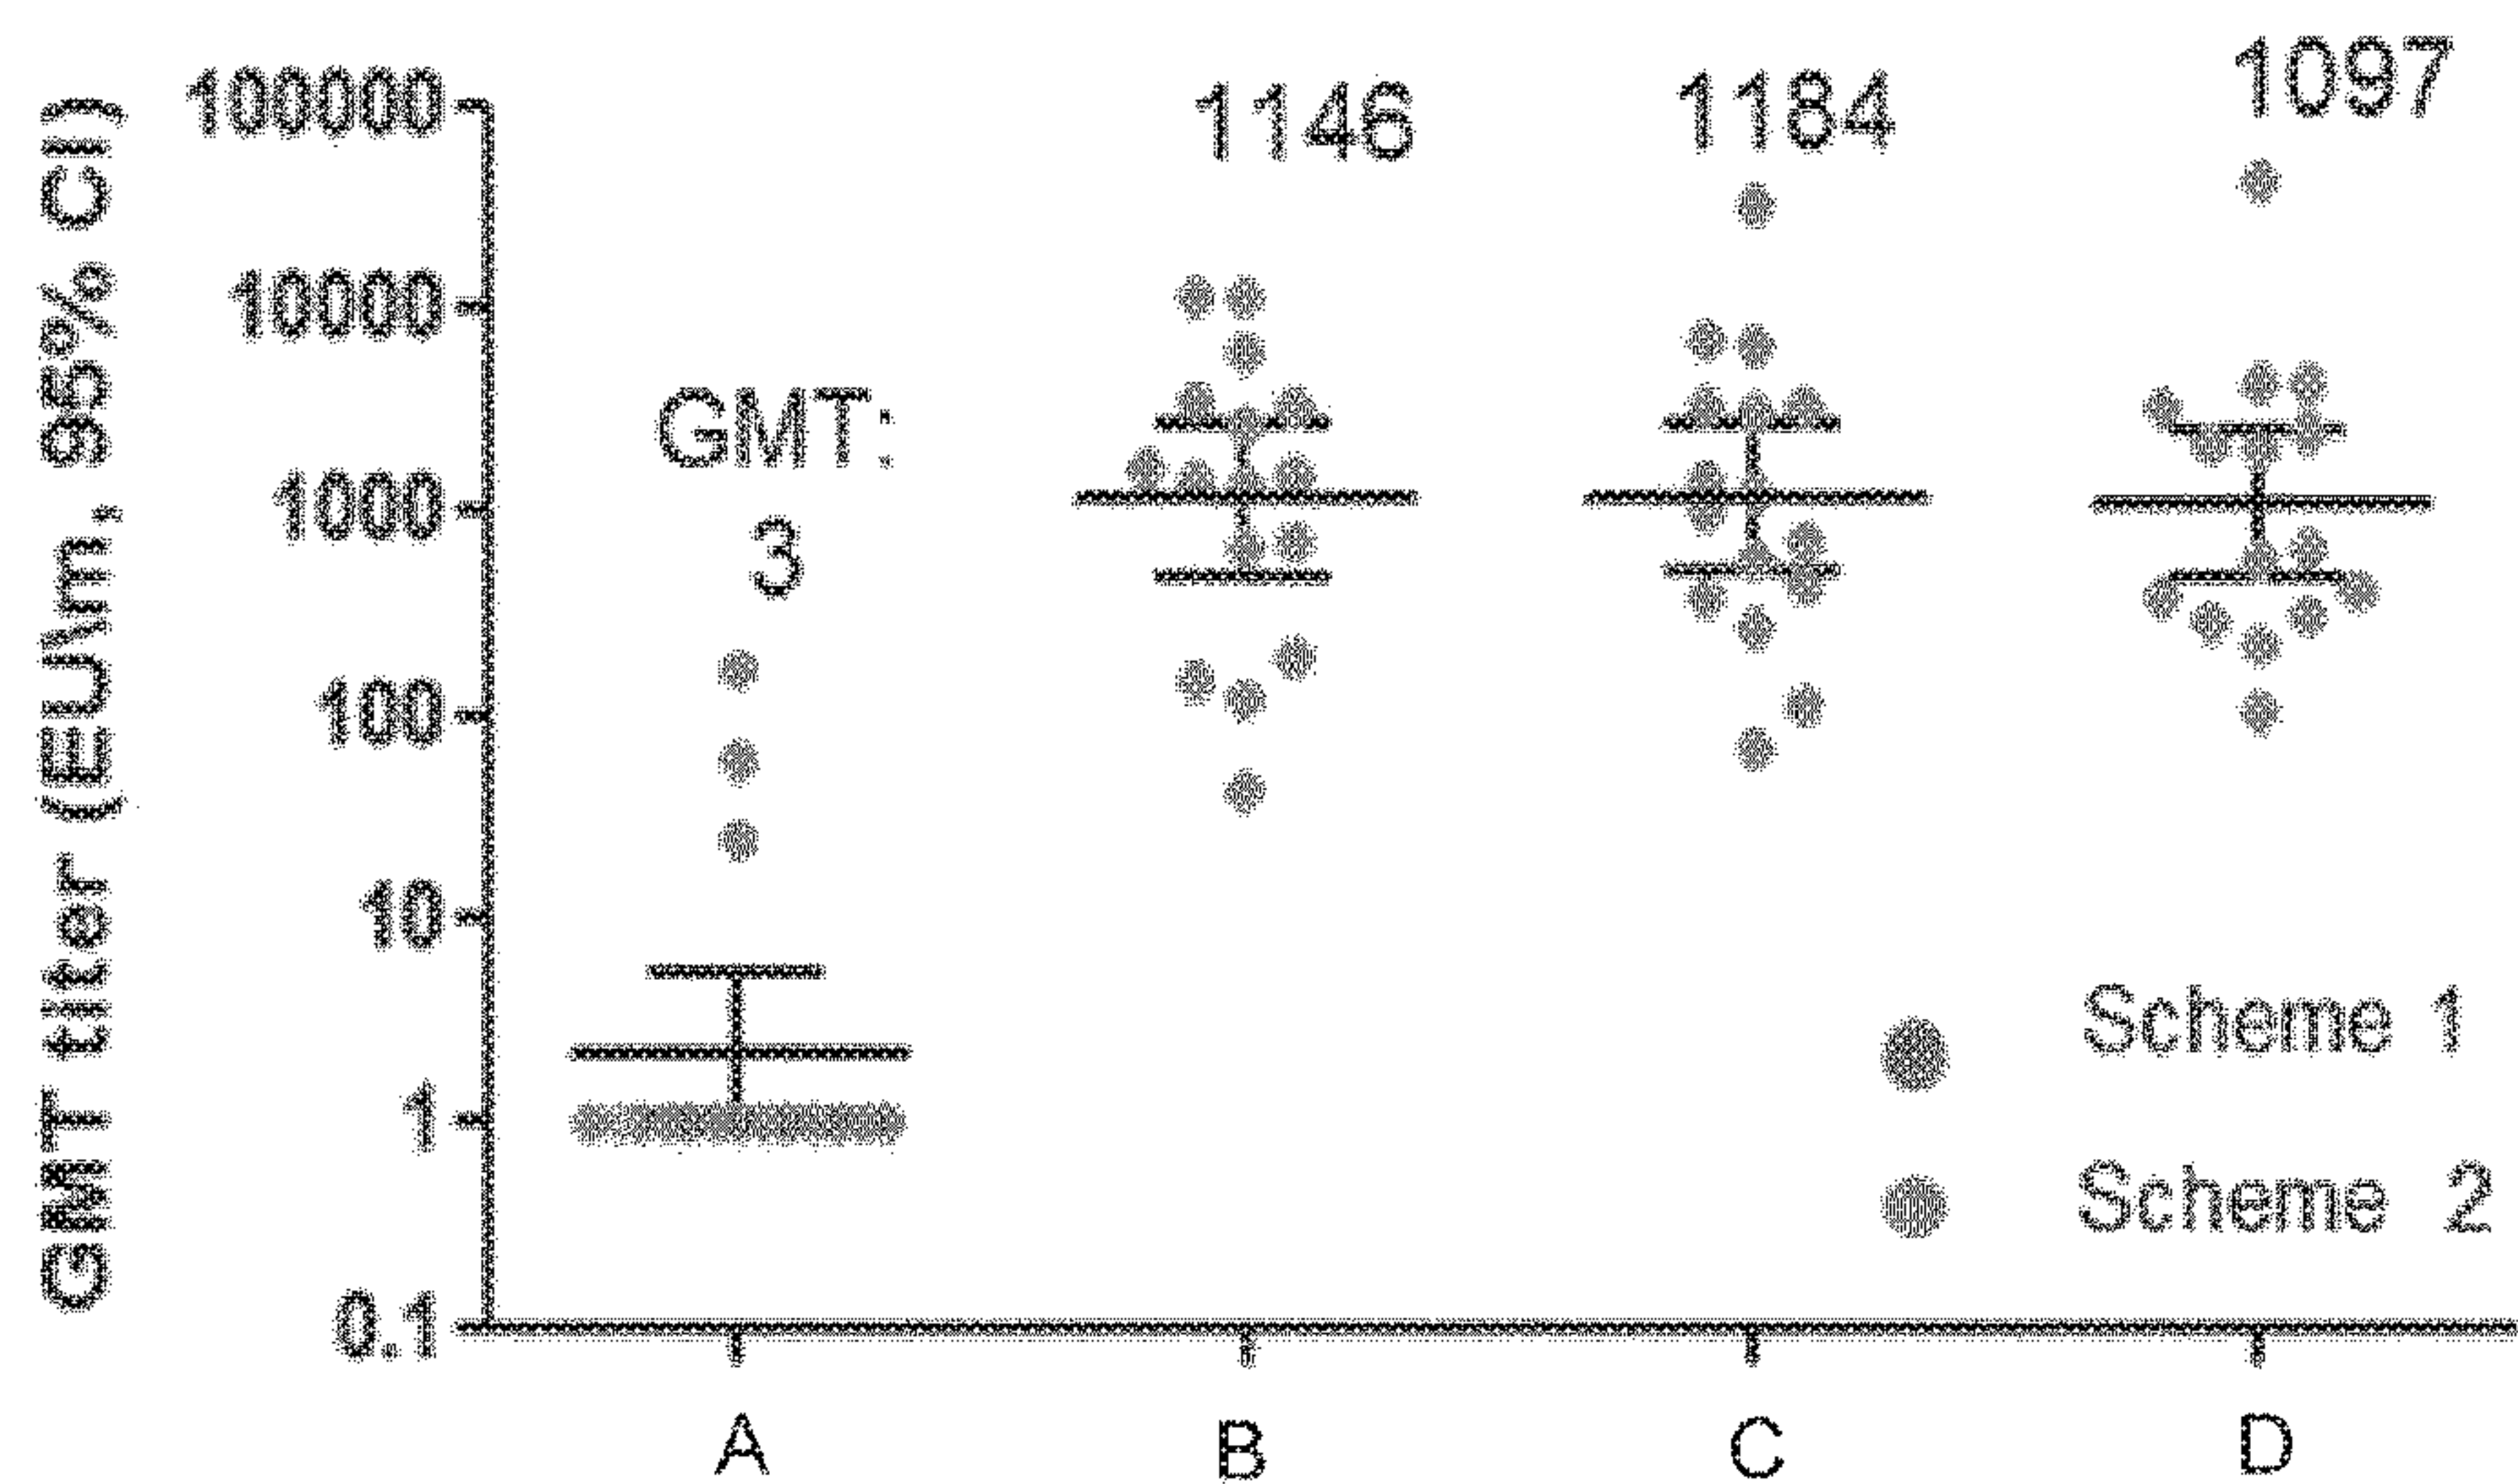 GMT titer (EU/ml, 95% CI)
100000
10000
1000
100
10
1
0.1
GMT:
3
1146
1184
1097
Scheme 1
Scheme 2
A
B
C
D